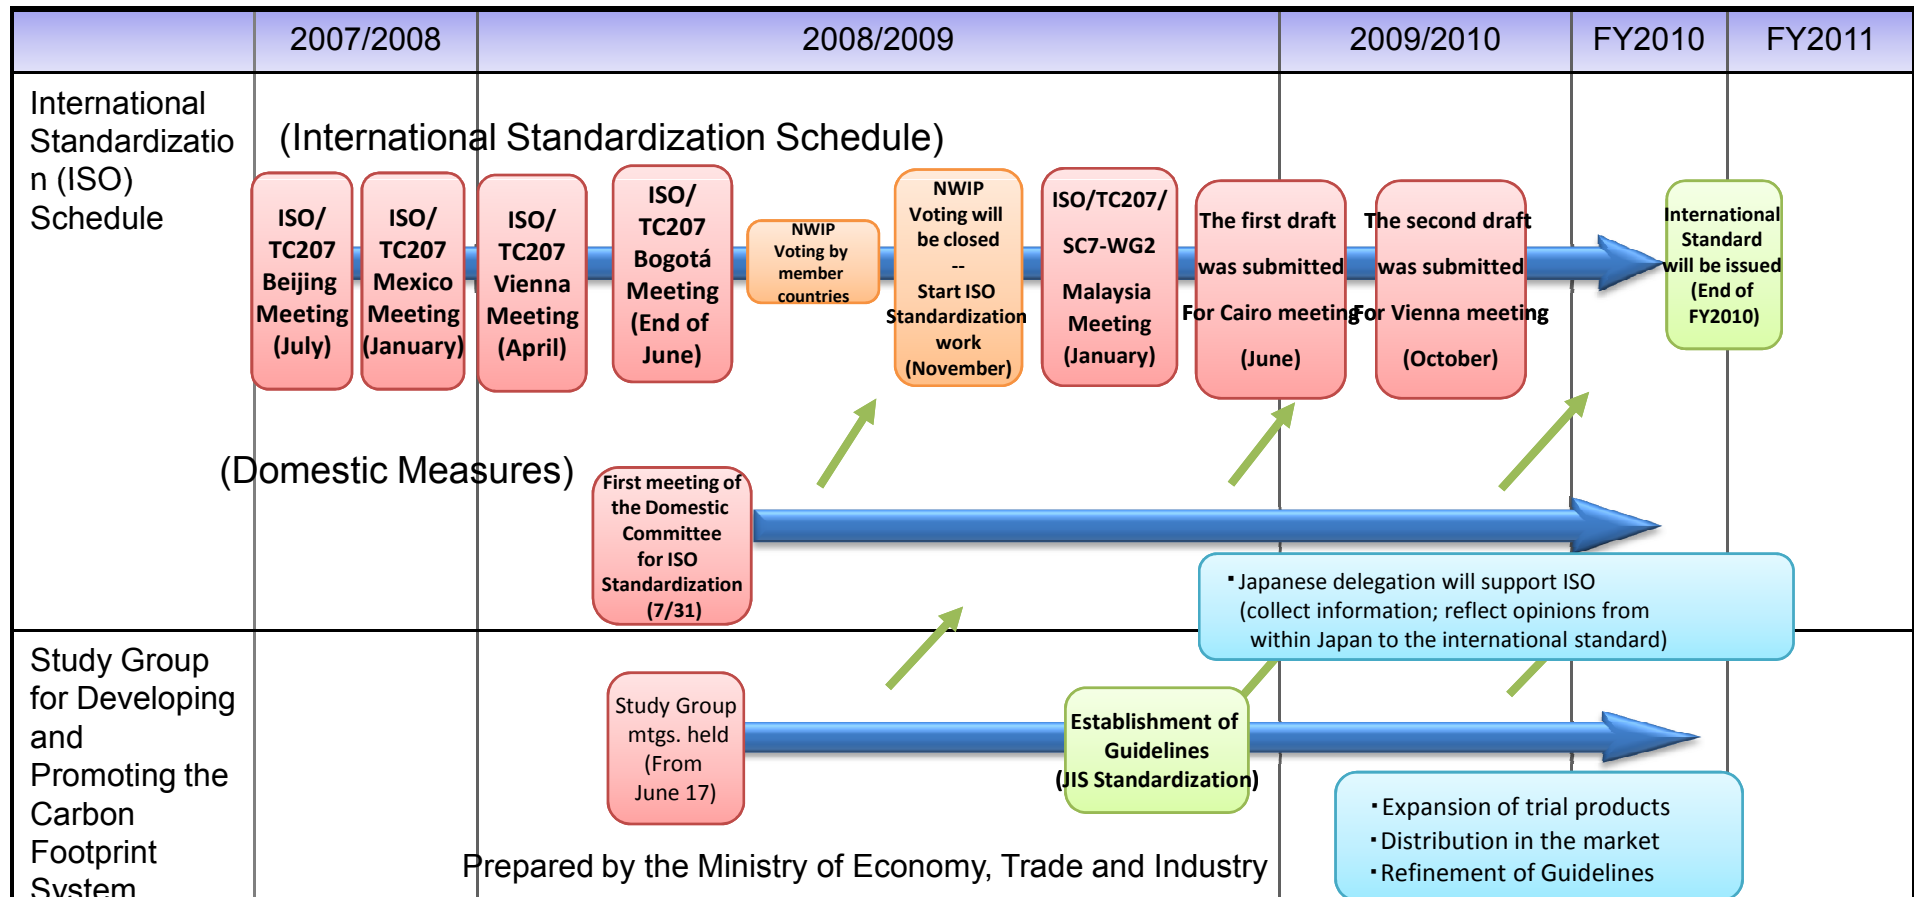 2007/2008
2008/2009
2009/2010
FY2010
FY2011
International
Standardizatio
n (ISO)
Schedule
(International Standardization Schedule)
ISO/
TC207
Beijing
Meeting
(July)
ISO/
TC207
Mexico
Meeting
(January)
ISO/
TC207
Vienna
Meeting
(April)
ISO/
TC207
Bogotá
Meeting
(End of
June)
NWIP
Voting by
member
countries
NWIP
Voting will
be closed
--
Start ISO
Standardization
work
(November)
ISO/TC207/
SC7-WG2
Malaysia
Meeting
(January)
The first draft
was submitted
For Cairo meeting
(June)
The second draft
was submitted
For Vienna meeting
(October)
International
Standard
will be issued
(End of
FY2010)
(Domestic Measures)
First meeting of
the Domestic
Committee
for ISO
Standardization
(7/31)
・Japanese delegation will support ISO
(collect information; reflect opinions from
within Japan to the international standard)
Study Group
for Developing
and
Promoting the
Carbon
Footprint
System
Study Group
mtgs. held
(From
June 17)
Establishment of
Guidelines
(JIS Standardization)
・Expansion of trial products
・Distribution in the market
・Refinement of Guidelines
Prepared by the Ministry of Economy, Trade and Industry